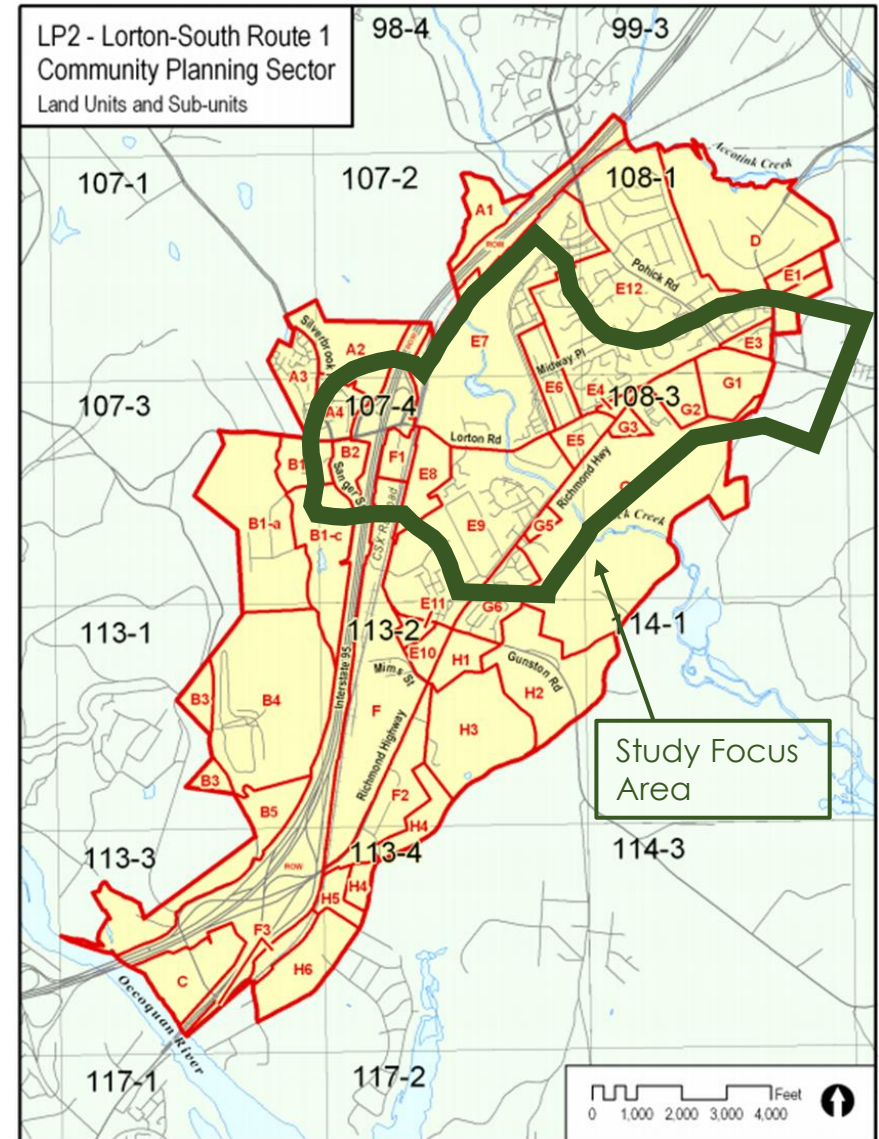 LP2 - Lorton-South Route 1
Community Planning Sector
Land Units and Sub-units
98-4
99-3
Accotink Creek
107-1
107-2
108-1
A1
ROW
D
Pohick Rd
E1
E12
Silverbrook
A2
ROW
E7
E3
Midway Pl
A3
E6
E4
108-3
G1
107-3
A4
107-4
G2
G3
Lorton Rd
E5
B1
B2
F1
E8
Sanger St
Richmond Hwy
G
B1-a
E9
G5
k Creek
B1-c
CSX R
oad
E11
G6
113-1
113-2
114-1
E10
H1
Gunston Rd
Mims St
Interstate 95
H2
B3
B4
F
H3
Richmond Highway
Study Focus
Area
B3
F2
B5
H4
113-3
113-4
114-3
ROW
H4
H5
F3
H6
C
Occoquan River
117-1
117-2
Feet
0 1,000 2,000 3,000 4,000